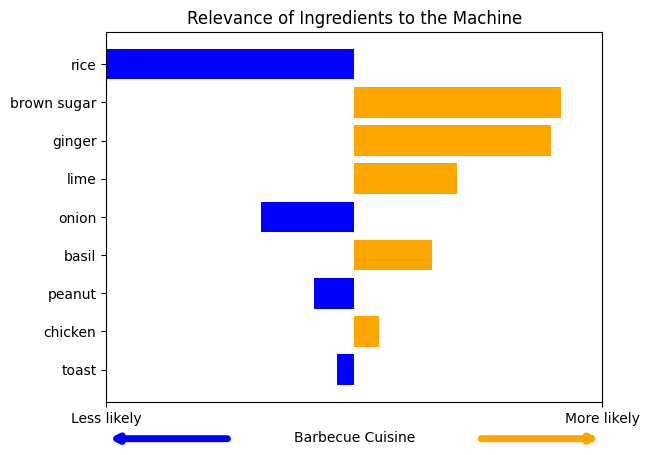 Relevance of Ingredients to the Machine
rice
brown sugar
ginger
lime
onion
basil
peanut
chicken
toast
Less likely
More likely
Barbecue Cuisine